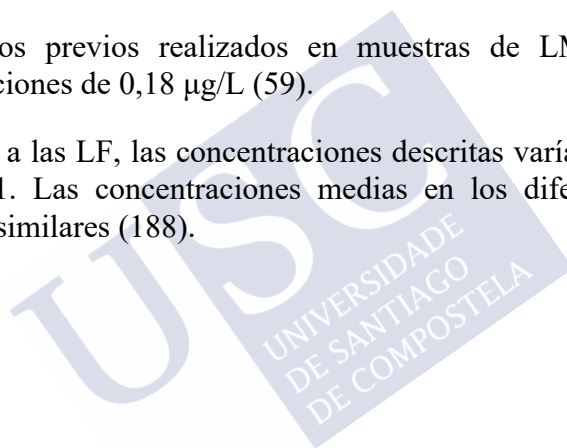 os previos realizados en muestras de LM
ciones de 0,18 µg/L (59).
a las LF, las concentraciones descritas varía
1. Las concentraciones medias en los dife
similares (188).
USC
UNIVERSIDADE
DE SANTIAGO
DE COMPOSTELA